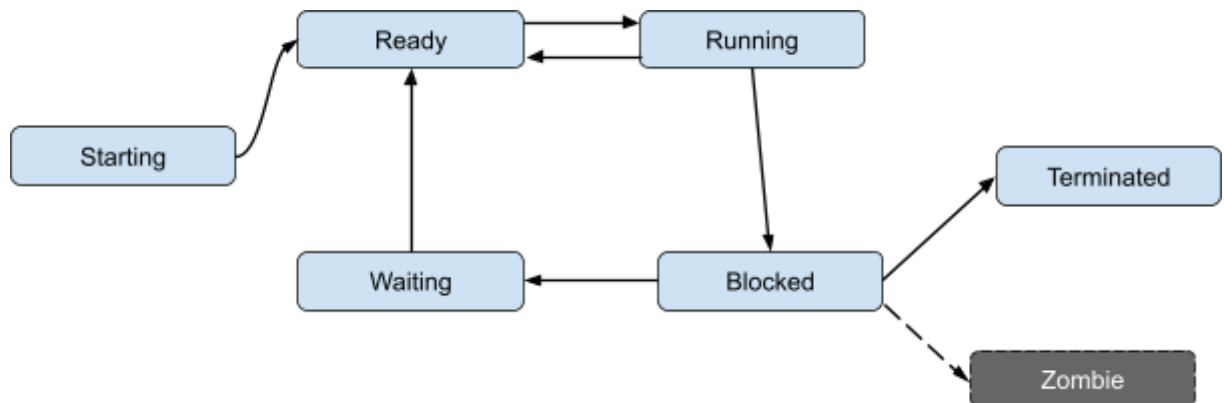 Ready
Running
Starting
Terminated
Waiting
Blocked
Zombie